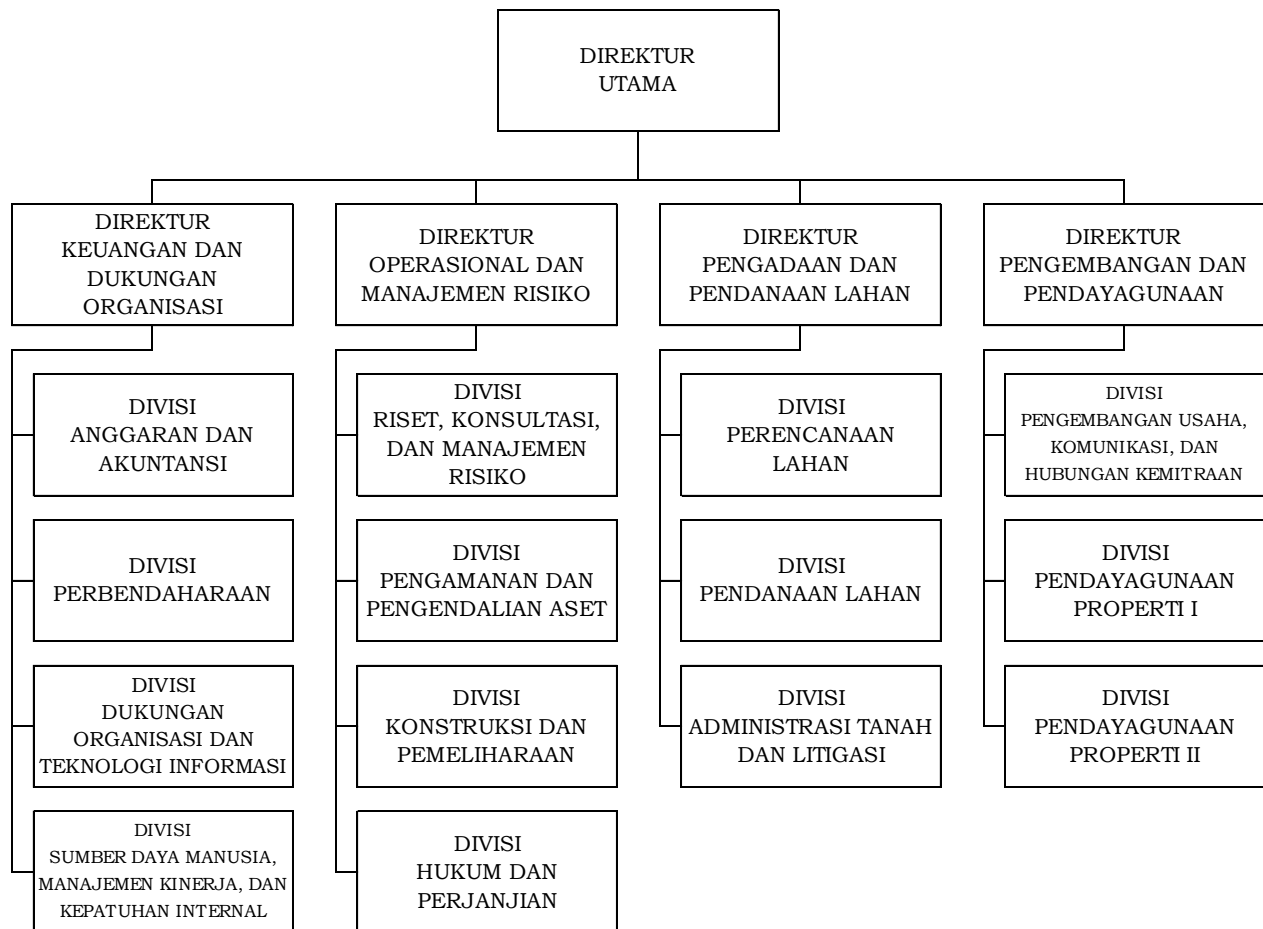 DIREKTUR
UTAMA
DIREKTUR
KEUANGAN DAN
DUKUNGAN
ORGANISASI
DIREKTUR
OPERASIONAL DAN
MANAJEMEN RISIKO
DIREKTUR
PENGADAAN DAN
PENDANAAN LAHAN
DIREKTUR
PENGEMBANGAN DAN
PENDAYAGUNAAN
DIVISI
ANGGARAN DAN
AKUNTANSI
DIVISI
RISET, KONSULTASI,
DAN MANAJEMEN
RISIKO
DIVISI
PERENCANAAN
LAHAN
DIVISI
PENGEMBANGAN USAHA,
KOMUNIKASI, DAN
HUBUNGAN KEMITRAAN
DIVISI
PERBENDAHARAAN
DIVISI
PENGAMANAN DAN
PENGENDALIAN ASET
DIVISI
PENDANAAN LAHAN
DIVISI
PENDAYAGUNAAN
PROPERTI I
DIVISI
DUKUNGAN
ORGANISASI DAN
TEKNOLOGI INFORMASI
DIVISI
KONSTRUKSI DAN
PEMELIHARAAN
DIVISI
ADMINISTRASI TANAH
DAN LITIGASI
DIVISI
PENDAYAGUNAAN
PROPERTI II
DIVISI
SUMBER DAYA MANUSIA,
MANAJEMEN KINERJA, DAN
KEPATUHAN INTERNAL
DIVISI
HUKUM DAN
PERJANJIAN